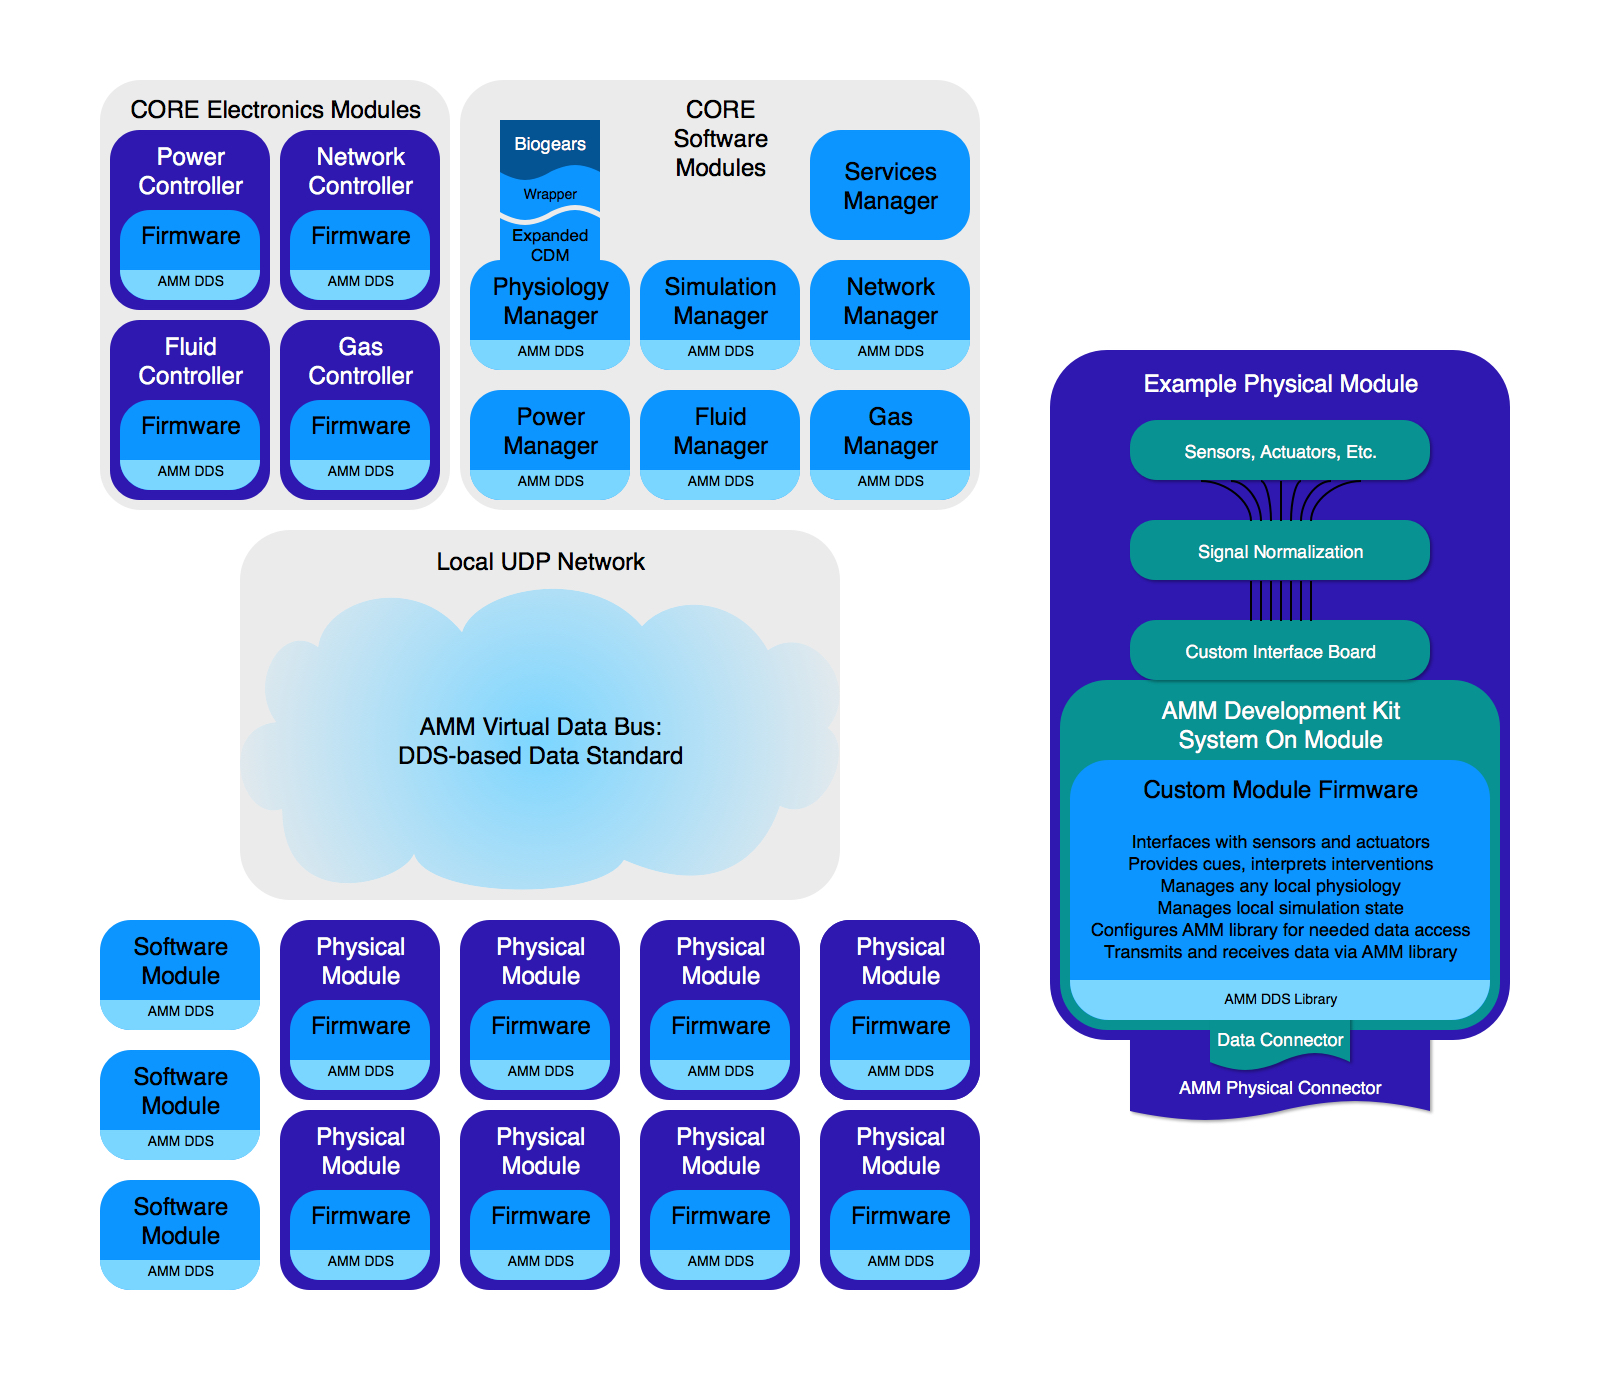 CORE Electronics Modules
Power
Controller
Firmware
AMM DDS
Network
Controller
Firmware
AMM DDS
Fluid
Controller
Firmware
AMM DDS
Gas
Controller
Firmware
AMM DDS
CORE
Software
Modules
Biogears
Wrapper
Expanded
CDM
Physiology
Manager
AMM DDS
Simulation
Manager
AMM DDS
Services
Manager
Network
Manager
AMM DDS
Power
Manager
AMM DDS
Fluid
Manager
AMM DDS
Gas
Manager
AMM DDS
Local UDP Network
AMM Virtual Data Bus:
DDS-based Data Standard
Software
Module
AMM DDS
Software
Module
AMM DDS
Software
Module
AMM DDS
Physical
Module
Firmware
AMM DDS
Physical
Module
Firmware
AMM DDS
Physical
Module
Firmware
AMM DDS
Physical
Module
Firmware
AMM DDS
Physical
Module
Firmware
AMM DDS
Physical
Module
Firmware
AMM DDS
Physical
Module
Firmware
AMM DDS
Physical
Module
Firmware
AMM DDS
Example Physical Module
Sensors, Actuators, Etc.
Signal Normalization
Custom Interface Board
AMM Development Kit
System On Module
Custom Module Firmware
Interfaces with sensors and actuators
Provides cues, interprets interventions
Manages any local physiology
Manages local simulation state
Configures AMM library for needed data access
Transmits and receives data via AMM library
AMM DDS Library
Data Connector
AMM Physical Connector